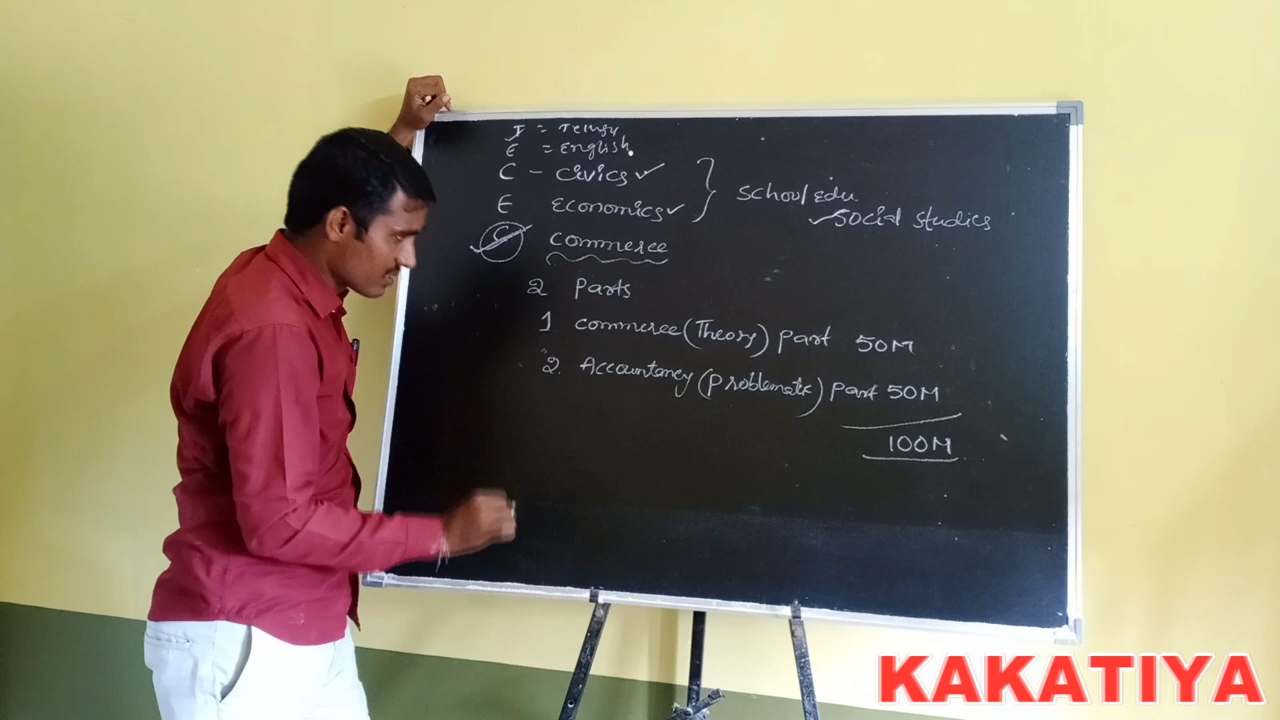 T = Telugu
E = English.
C - Civics ✓
E Economics ✓ } School edu.
✓ Social studies
C commerce
2 Parts
1 commerce (Theory) part 50M
2. Accountancy (problematic) part 50M
100M
KAKATIYA